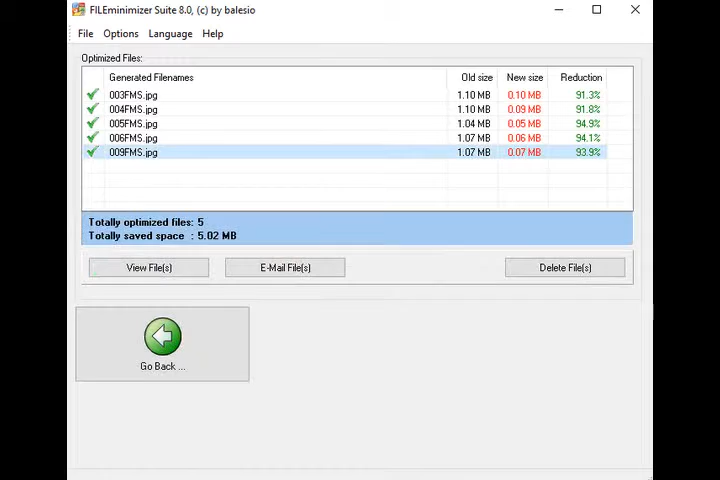 FILEminimizer Suite 8.0, (c) by balesio
File Options Language Help
Optimized Files:
Generated Filenames Old size New size Reduction
003FMS.jpg 1.10 MB 0.10 MB 91.3%
004FMS.jpg 1.10 MB 0.09 MB 91.8%
005FMS.jpg 1.04 MB 0.05 MB 94.9%
006FMS.jpg 1.07 MB 0.06 MB 94.1%
009FMS.jpg 1.07 MB 0.07 MB 93.9%
Totally optimized files: 5
Totally saved space : 5.02 MB
View File(s) E-Mail File(s) Delete File(s)
Go Back ...